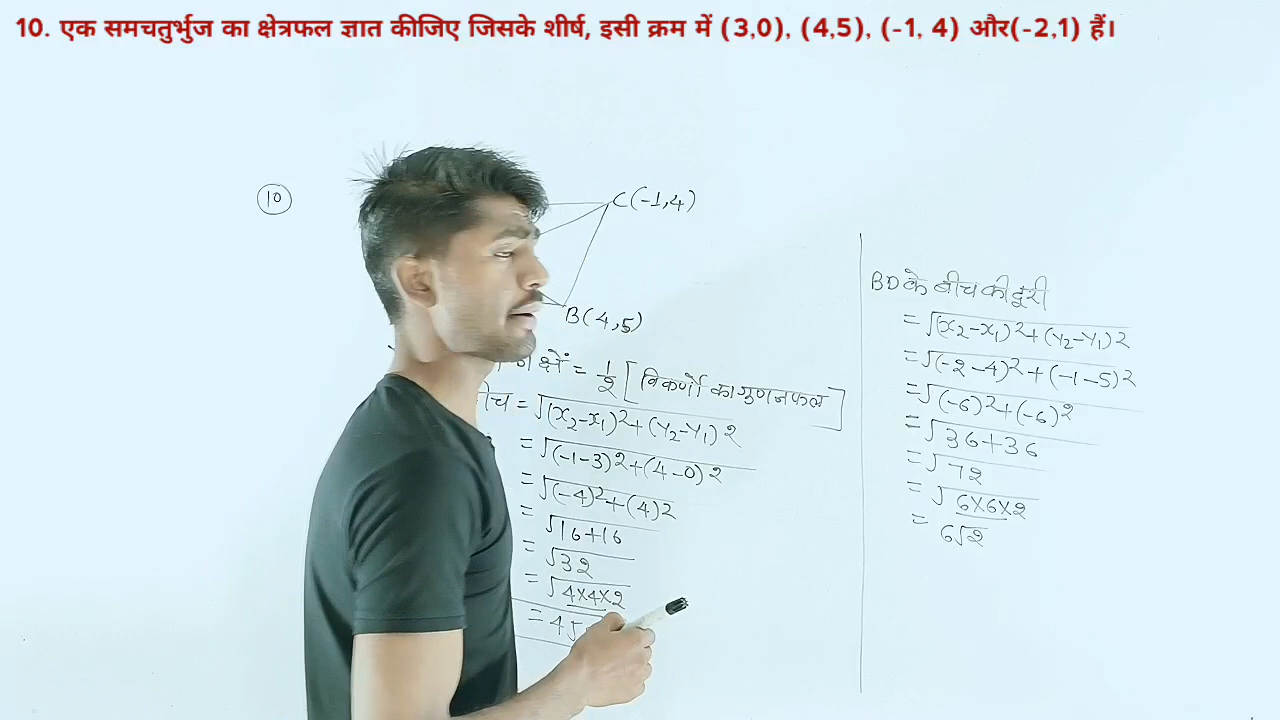 10. एक समचतुर्भुज का क्षेत्रफल ज्ञात कीजिए जिसके शीर्ष, इसी क्रम में (3,0), (4,5), (-1, 4) और(-2,1) हैं।
10
C(-1,4)
B(4,5)
= 1/2 [विकर्णों का गुणनफल]
= √(x₂-x₁)²+(y₂-y₁)²
= √(-1-3)²+(4-0)²
= √(-4)²+(4)²
= √16+16
= √32
= √4×4×2
= 4√
BD के बीच की दूरी
= √(x₂-x₁)²+(y₂-y₁)²
= √(-2-4)²+(-1-5)²
= √(-6)²+(-6)²
= √36+36
= √72
= √6×6×2
= 6√2